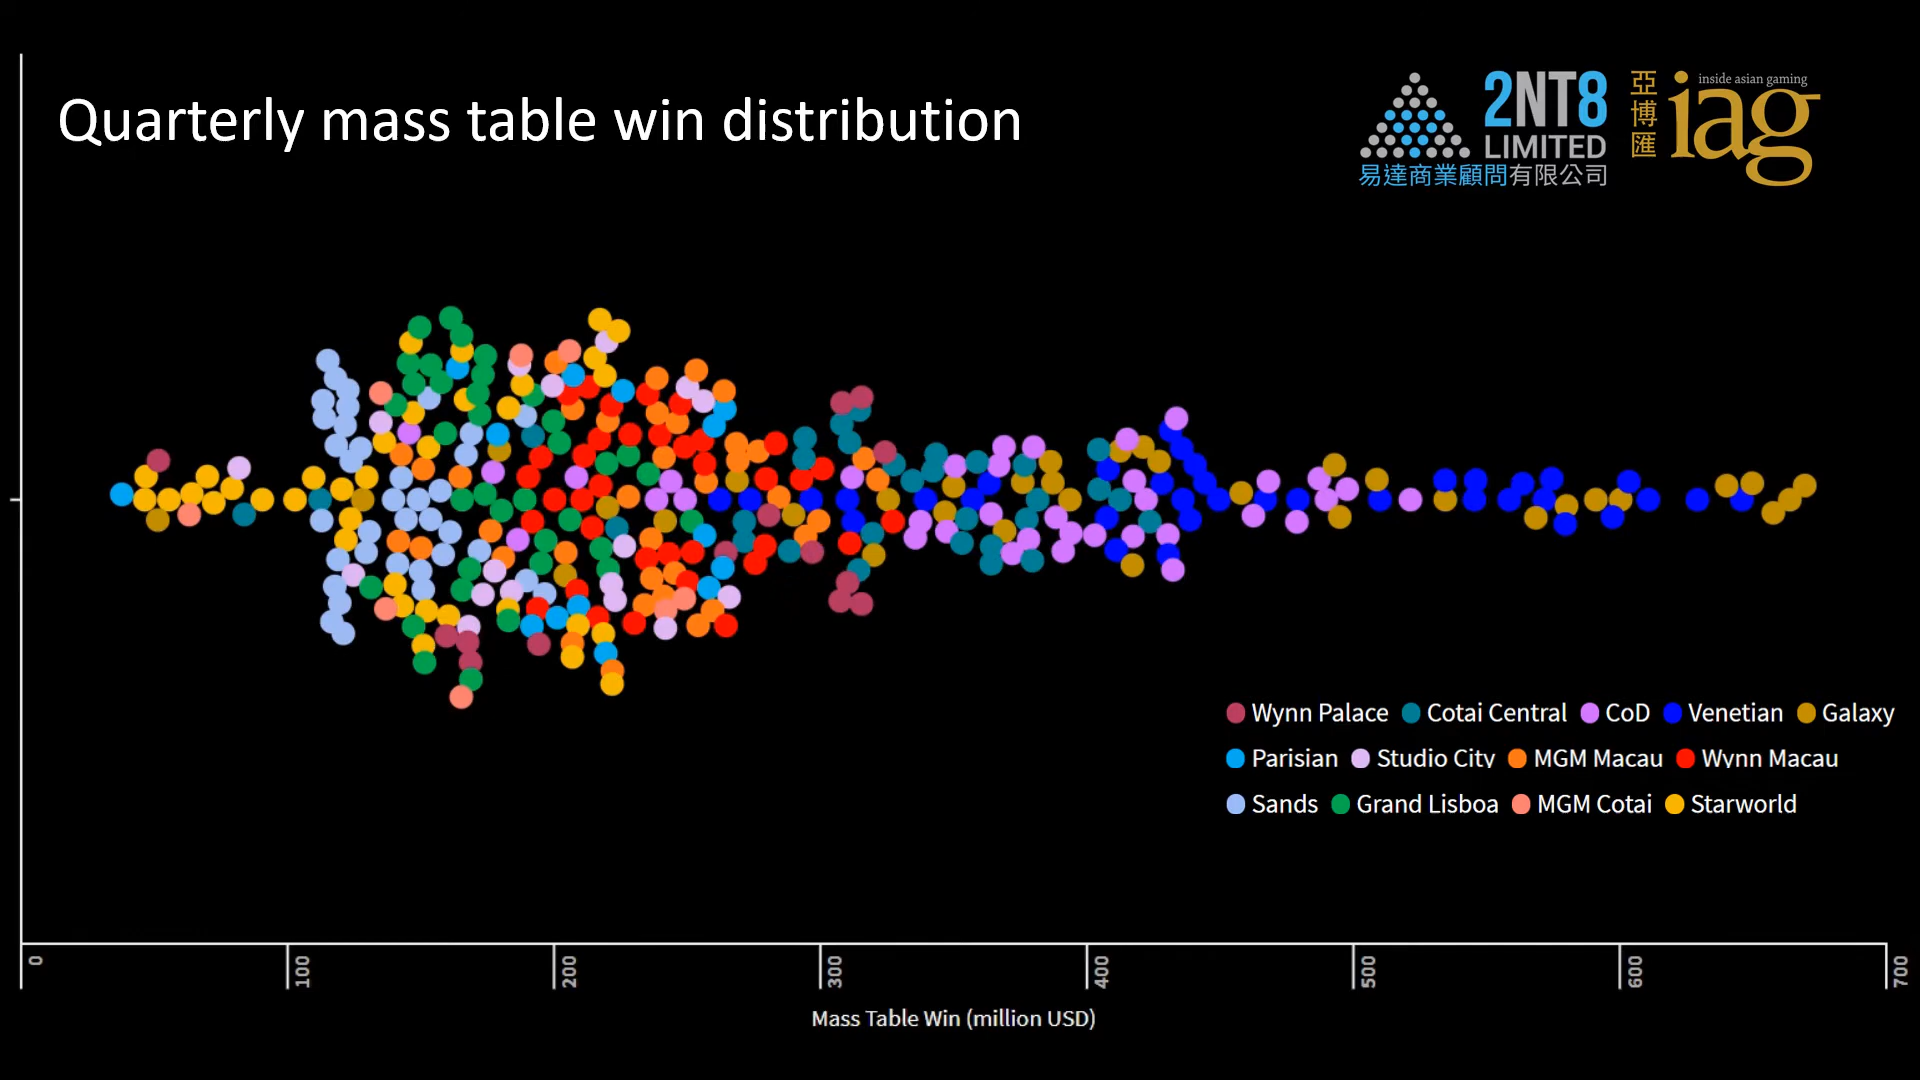 Quarterly mass table win distribution
2NT8
LIMITED
易達商業顧問有限公司
亞博匯
inside asian gaming
iag
Wynn Palace Cotai Central CoD Venetian Galaxy
Parisian Studio City MGM Macau Wynn Macau
Sands Grand Lisboa MGM Cotai Starworld
0 100 200 300 400 500 600 700
Mass Table Win (million USD)